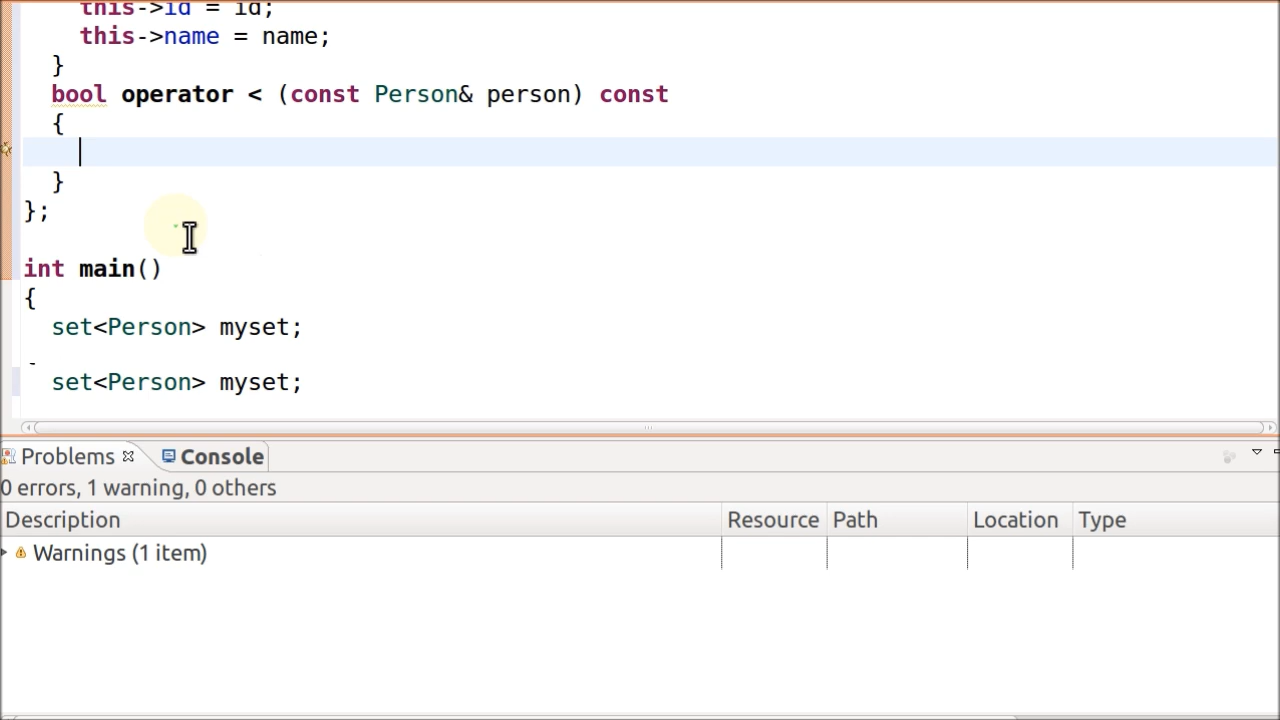 this->id = id;
this->name = name;
}
bool operator < (const Person& person) const
{
}
};
int main()
{
set<Person> myset;
set<Person> myset;
Problems
Console
0 errors, 1 warning, 0 others
Description Resource Path Location Type
Warnings (1 item)